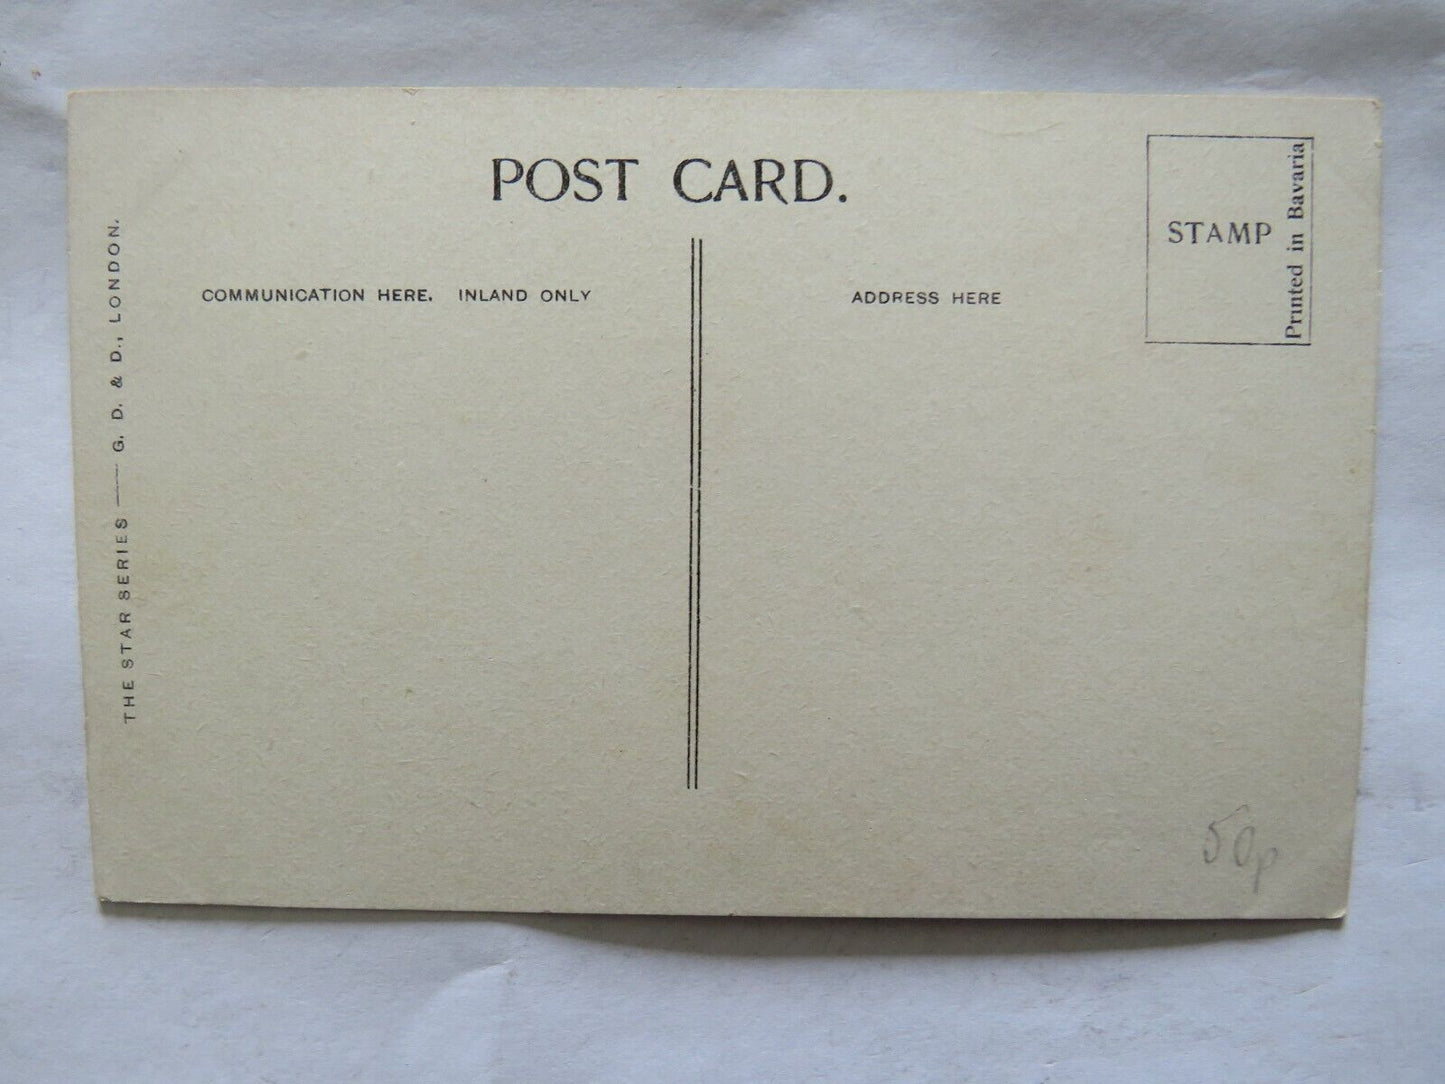 POST CARD.
COMMUNICATION HERE. INLAND ONLY
ADDRESS HERE
STAMP
Printed in Bavaria
THE STAR SERIES — G. D. & D., LONDON.
50p